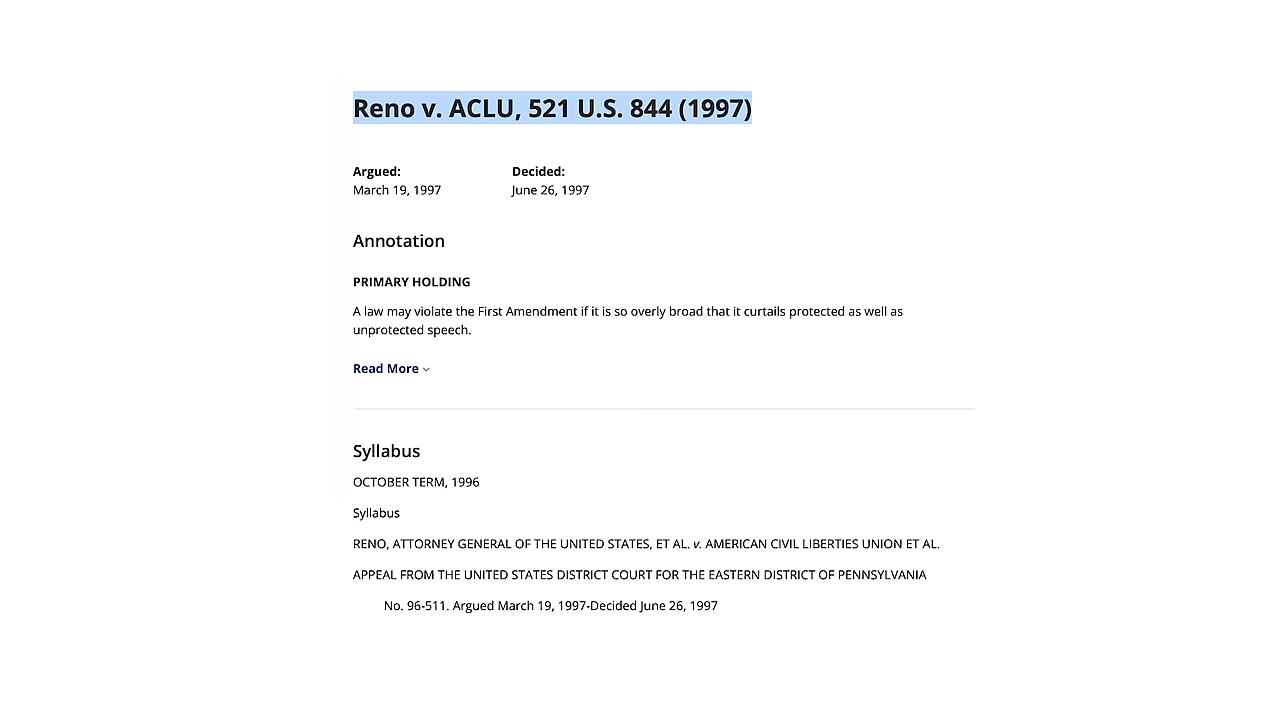 Reno v. ACLU, 521 U.S. 844 (1997)
Argued: Decided:
March 19, 1997 June 26, 1997
Annotation
PRIMARY HOLDING
A law may violate the First Amendment if it is so overly broad that it curtails protected as well as
unprotected speech.
Read More
Syllabus
OCTOBER TERM, 1996
Syllabus
RENO, ATTORNEY GENERAL OF THE UNITED STATES, ET AL. v. AMERICAN CIVIL LIBERTIES UNION ET AL.
APPEAL FROM THE UNITED STATES DISTRICT COURT FOR THE EASTERN DISTRICT OF PENNSYLVANIA
No. 96-511. Argued March 19, 1997-Decided June 26, 1997